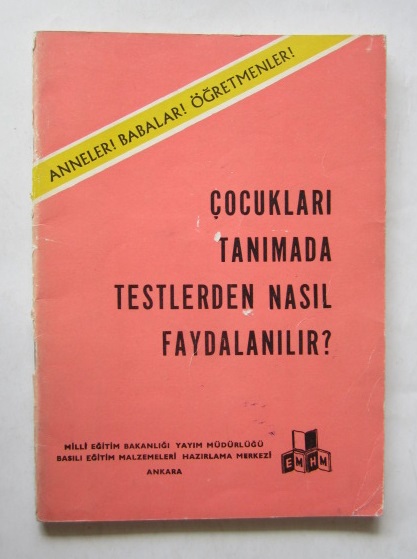 ANNELER! BABALAR! ÖĞRETMENLER!
ÇOCUKLARI
TANIMADA
TESTLERDEN NASIL
FAYDALANILIR?
MİLLÎ EĞİTİM BAKANLIĞI YAYIM MÜDÜRLÜĞÜ
BASILI EĞİTİM MALZEMELERİ HAZIRLAMA MERKEZİ
ANKARA
EMHM